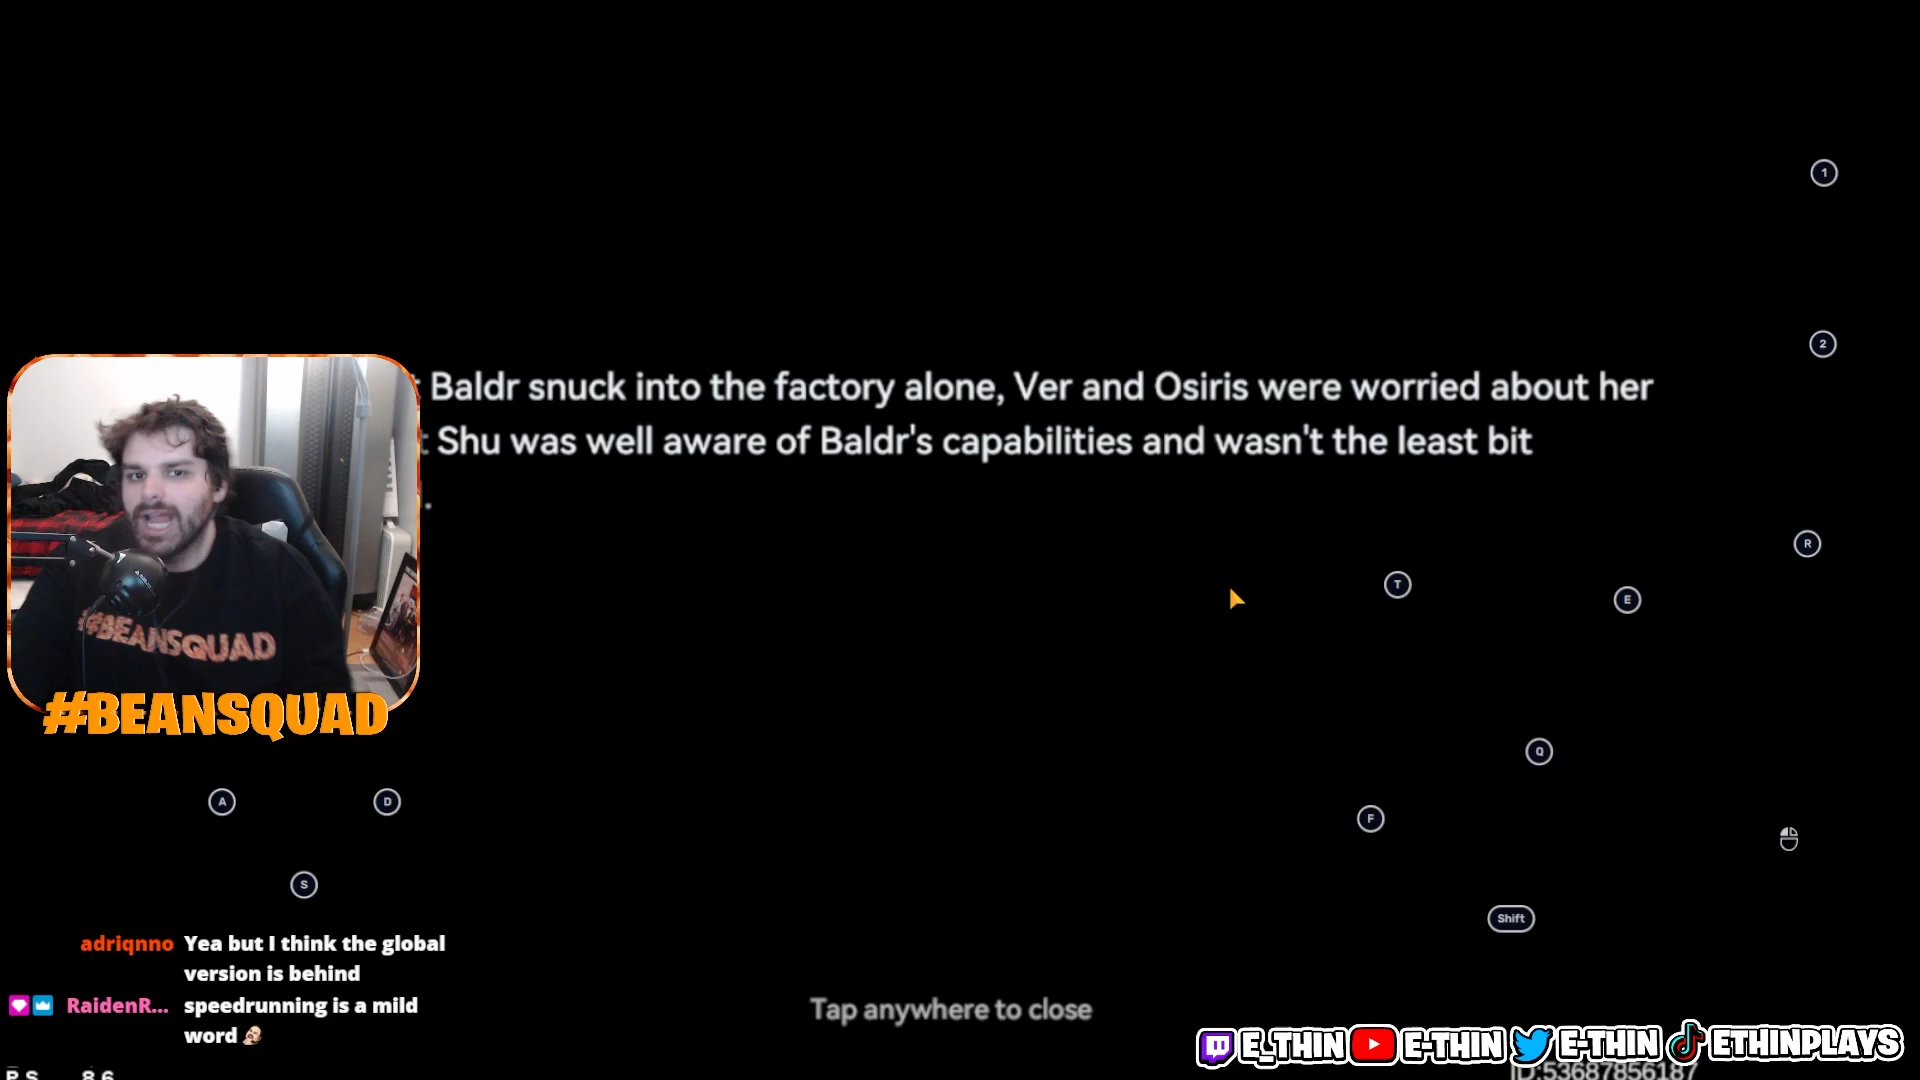 1
2
Baldr snuck into the factory alone, Ver and Osiris were worried about her
Shu was well aware of Baldr's capabilities and wasn't the least bit
.
R
T
E
#BEANSQUAD
#BEANSQUAD
Q
A
D
F
S
Shift
adriqnno Yea but I think the global
version is behind
RaidenR... speedrunning is a mild
word
Tap anywhere to close
E_THIN E-THIN E-THIN ETHINPLAYS
ID:53687856187